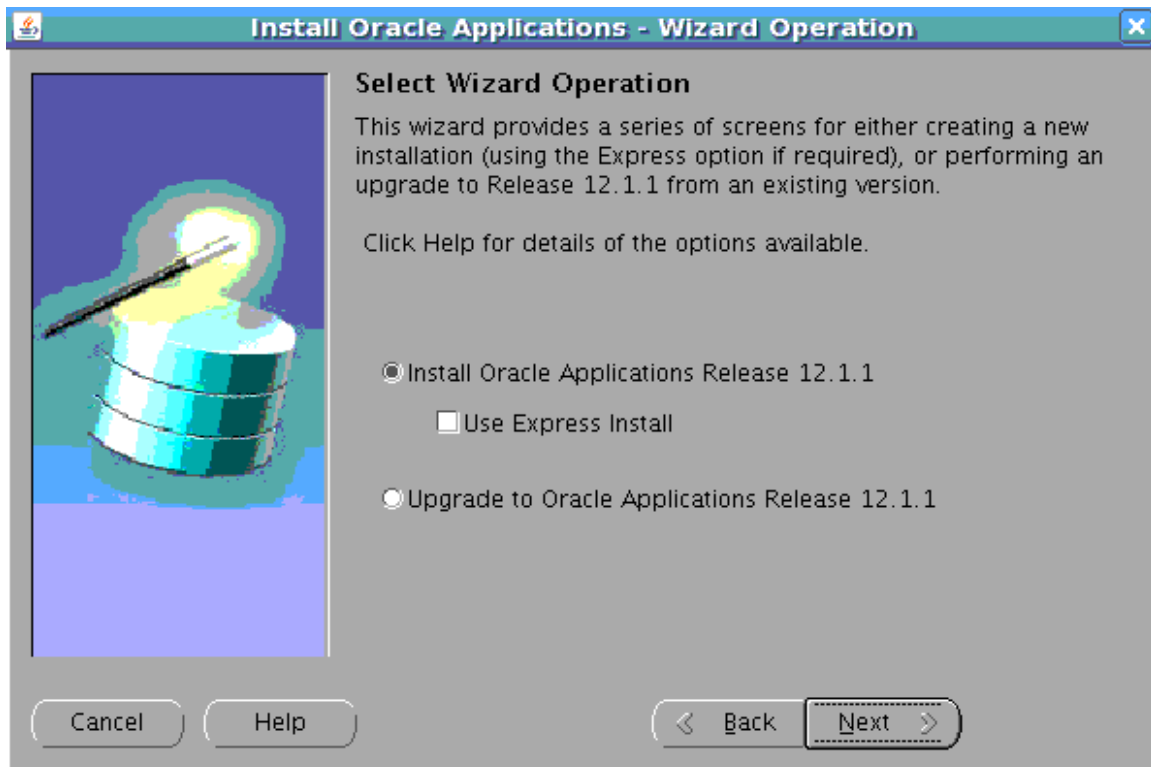 Install Oracle Applications - Wizard Operation
Select Wizard Operation
This wizard provides a series of screens for either creating a new
installation (using the Express option if required), or performing an
upgrade to Release 12.1.1 from an existing version.
Click Help for details of the options available.
Install Oracle Applications Release 12.1.1
Use Express Install
Upgrade to Oracle Applications Release 12.1.1
Cancel Help Back Next